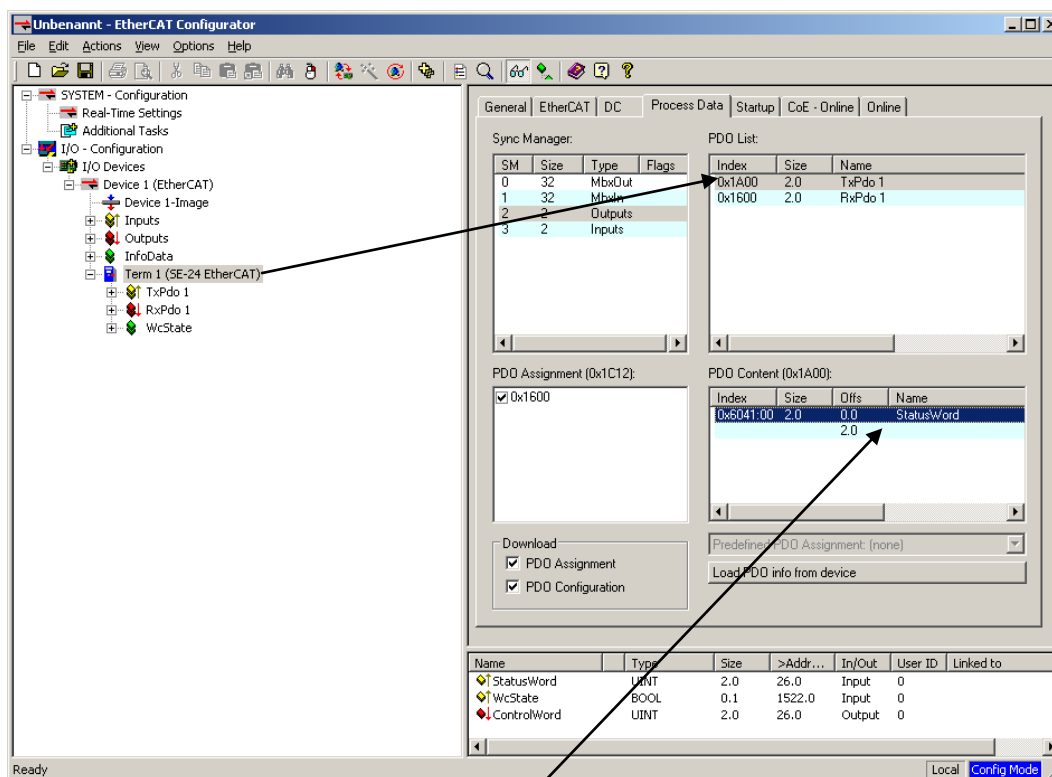 Unbenannt - EtherCAT Configurator
File Edit Actions View Options Help
SYSTEM - Configuration
Real-Time Settings
Additional Tasks
I/O - Configuration
I/O Devices
Device 1 (EtherCAT)
Device 1-Image
Inputs
Outputs
InfoData
Term 1 (SE-24 EtherCAT)
TxPdo 1
RxPdo 1
WcState
General EtherCAT DC Process Data Startup CoE - Online Online
Sync Manager:
SM Size Type Flags
0 32 MbxOut
1 32 MbxIn
2 2 Outputs
3 2 Inputs
PDO List:
Index Size Name
0x1A00 2.0 TxPdo 1
0x1600 2.0 RxPdo 1
PDO Assignment (0x1C12):
0x1600
PDO Content (0x1A00):
Index Size Offs Name
0x6041:00 2.0 0.0 StatusWord
2.0
Download
PDO Assignment
PDO Configuration
Predefined PDO Assignment: (none)
Load PDO info from device
Name Type Size >Addr... In/Out User ID Linked to
StatusWord UINT 2.0 26.0 Input 0
WcState BOOL 0.1 1522.0 Input 0
ControlWord UINT 2.0 26.0 Output 0
Ready Local Config Mode